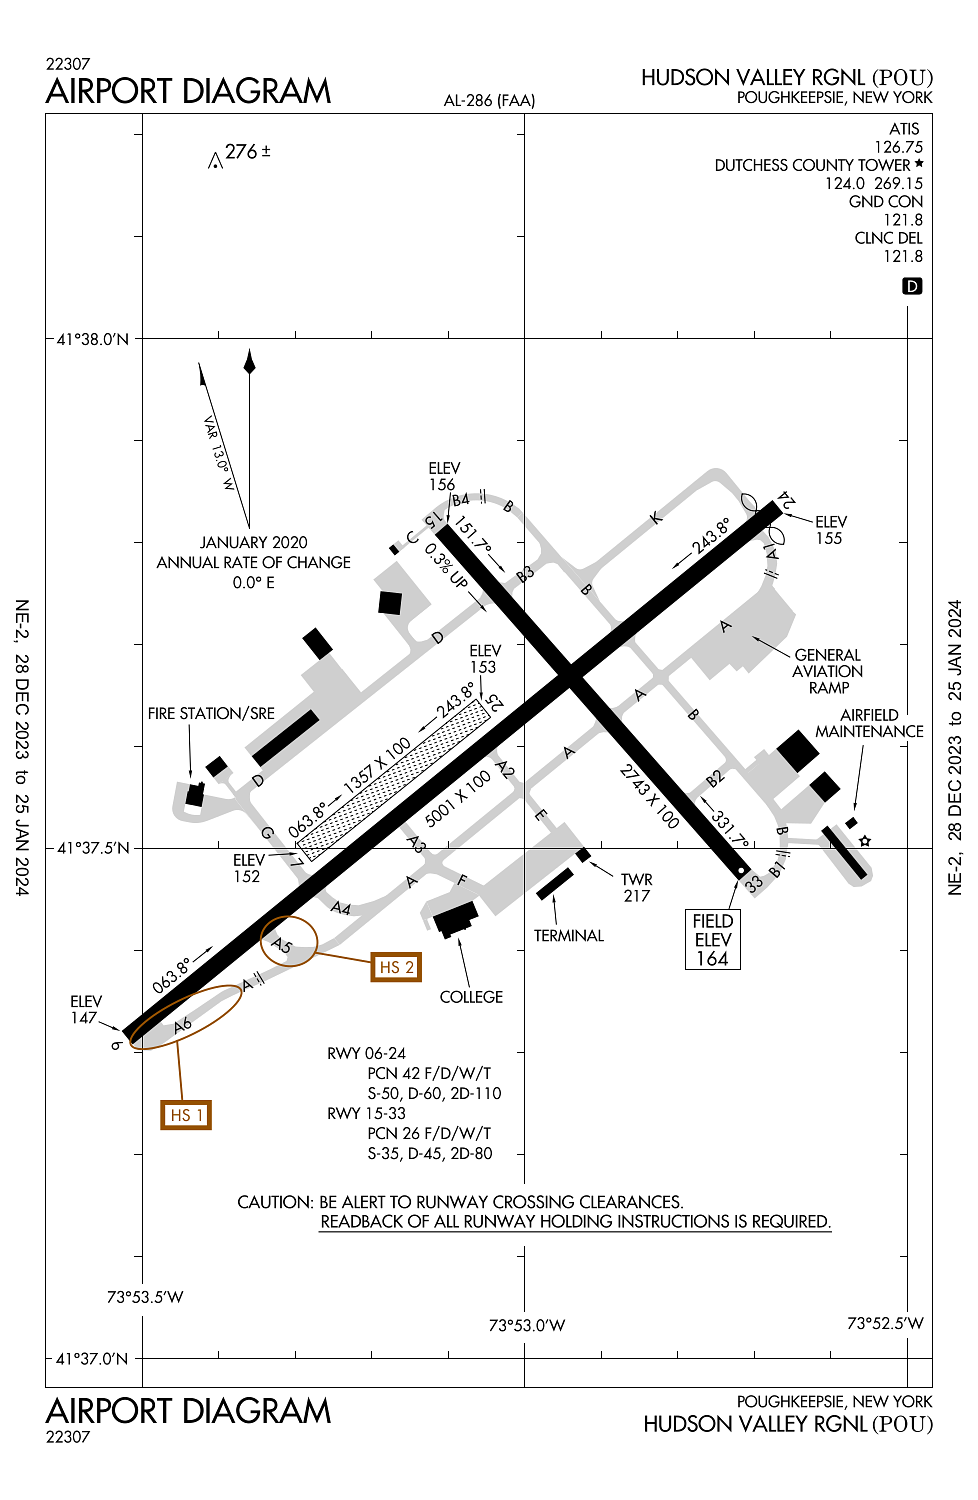 22307
AIRPORT DIAGRAM
AL-286 (FAA)
HUDSON VALLEY RGNL (POU)
POUGHKEEPSIE, NEW YORK
276 ±
ATIS
126.75
DUTCHESS COUNTY TOWER ★
124.0 269.15
GND CON
121.8
CLNC DEL
121.8
D
41°38.0'N
VAR 13.0° W
JANUARY 2020
ANNUAL RATE OF CHANGE
0.0° E
ELEV
156
B4
B
15
C
151.7°
0.3% UP
B3
B
K
243.8°
24
ELEV
155
A1
A
GENERAL
AVIATION
RAMP
D
ELEV
153
25
243.8°
1357 X 100
063.8°
7
ELEV
152
FIRE STATION/SRE
D
G
A
B
A
A2
5001 X 100
2743 X 100
B2
331.7°
AIRFIELD
MAINTENANCE
B
B1
33
E
A3
A
F
A4
41°37.5'N
TWR
217
TERMINAL
FIELD
ELEV
164
COLLEGE
A5
HS 2
063.8°
A
A6
ELEV
147
6
HS 1
RWY 06-24
PCN 42 F/D/W/T
S-50, D-60, 2D-110
RWY 15-33
PCN 26 F/D/W/T
S-35, D-45, 2D-80
CAUTION: BE ALERT TO RUNWAY CROSSING CLEARANCES.
READBACK OF ALL RUNWAY HOLDING INSTRUCTIONS IS REQUIRED.
73°53.5'W
73°53.0'W
73°52.5'W
41°37.0'N
NE-2, 28 DEC 2023 to 25 JAN 2024
NE-2, 28 DEC 2023 to 25 JAN 2024
AIRPORT DIAGRAM
22307
POUGHKEEPSIE, NEW YORK
HUDSON VALLEY RGNL (POU)